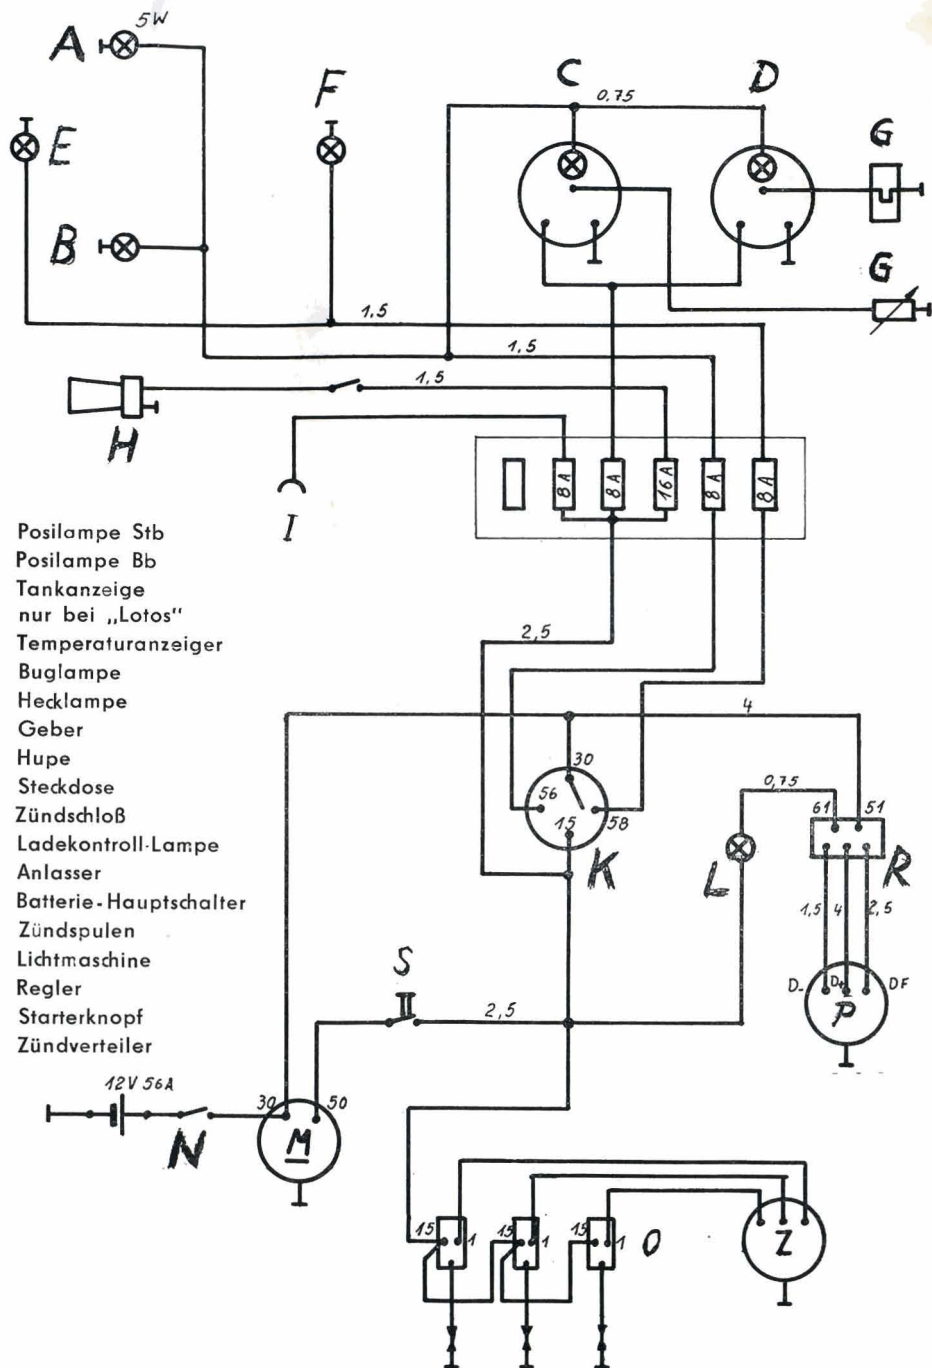 A
5W
F
C
D
0,75
E
G
B
G
1,5
1,5
1,5
H
I
8A
8A
16A
8A
8A
Posilampe Stb
Posilampe Bb
Tankanzeige
nur bei „Lotos"
Temperaturanzeiger
Buglampe
Hecklampe
Geber
Hupe
Steckdose
Zündschloß
Ladekontroll-Lampe
Anlasser
Batterie-Hauptschalter
Zündspulen
Lichtmaschine
Regler
Starterknopf
Zündverteiler
2,5
4
30
56
15
58
K
0,75
61
51
L
R
1,5
4
2,5
D-
D+
DF
P
S
2,5
12V 56A
30
50
N
M
15
1
15
1
15
1
O
Z